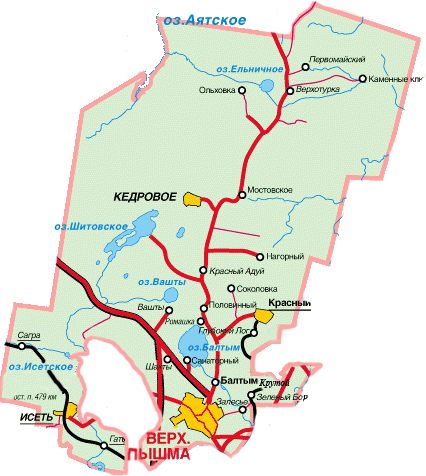 оз.Аятское
Первомайский
оз.Ельничное
Каменные клю
Ольховка
Верхотурка
КЕДРОВОЕ
Мостовское
оз.Шитовское
Нагорный
Красный Адуй
оз.Вашты
Соколовка
Красный
Вашты
Половинный
Ромашка
Глубокий Лог
Сагра
оз.Балтым
Шахты
Санаторный
оз.Исетское
Балтым
Крутой
ост. п. 479 км
Залесье
Зеленый Бор
ИСЕТЬ
Гать
ВЕРХ.
ПЫШМА